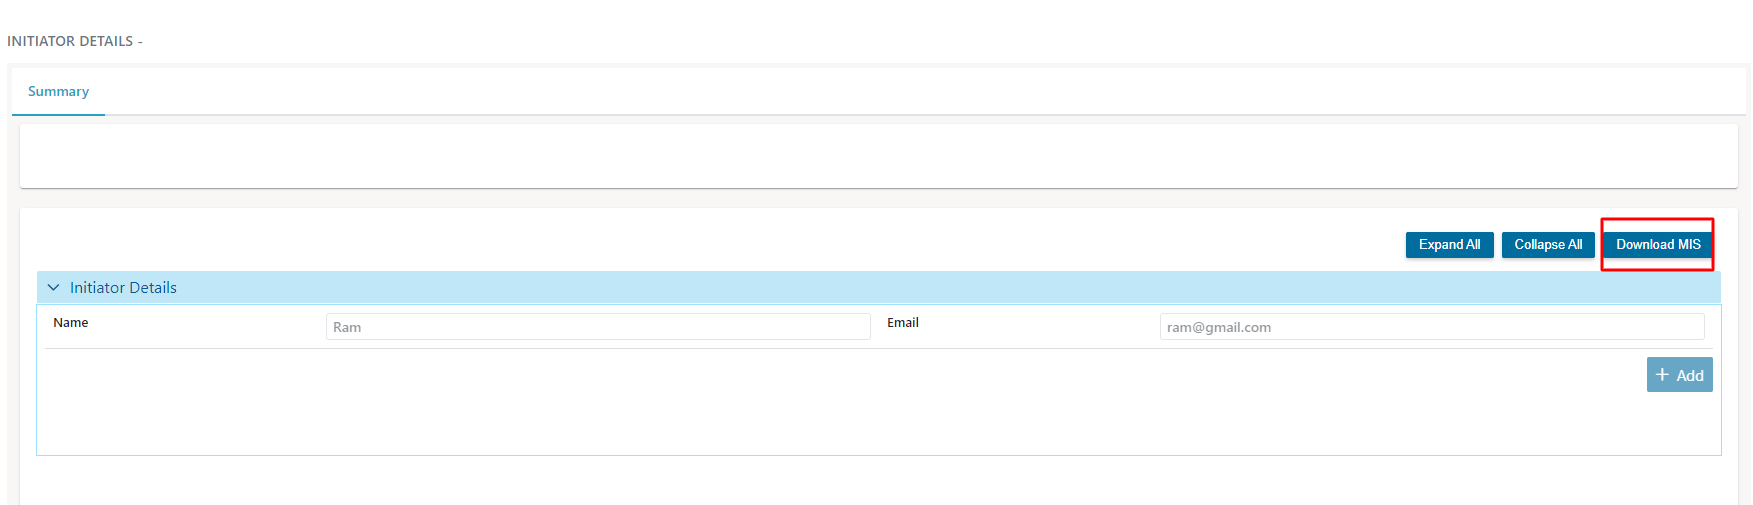 INITIATOR DETAILS -
Summary
Expand All Collapse All Download MIS
Initiator Details
Name Ram Email ram@gmail.com
+ Add